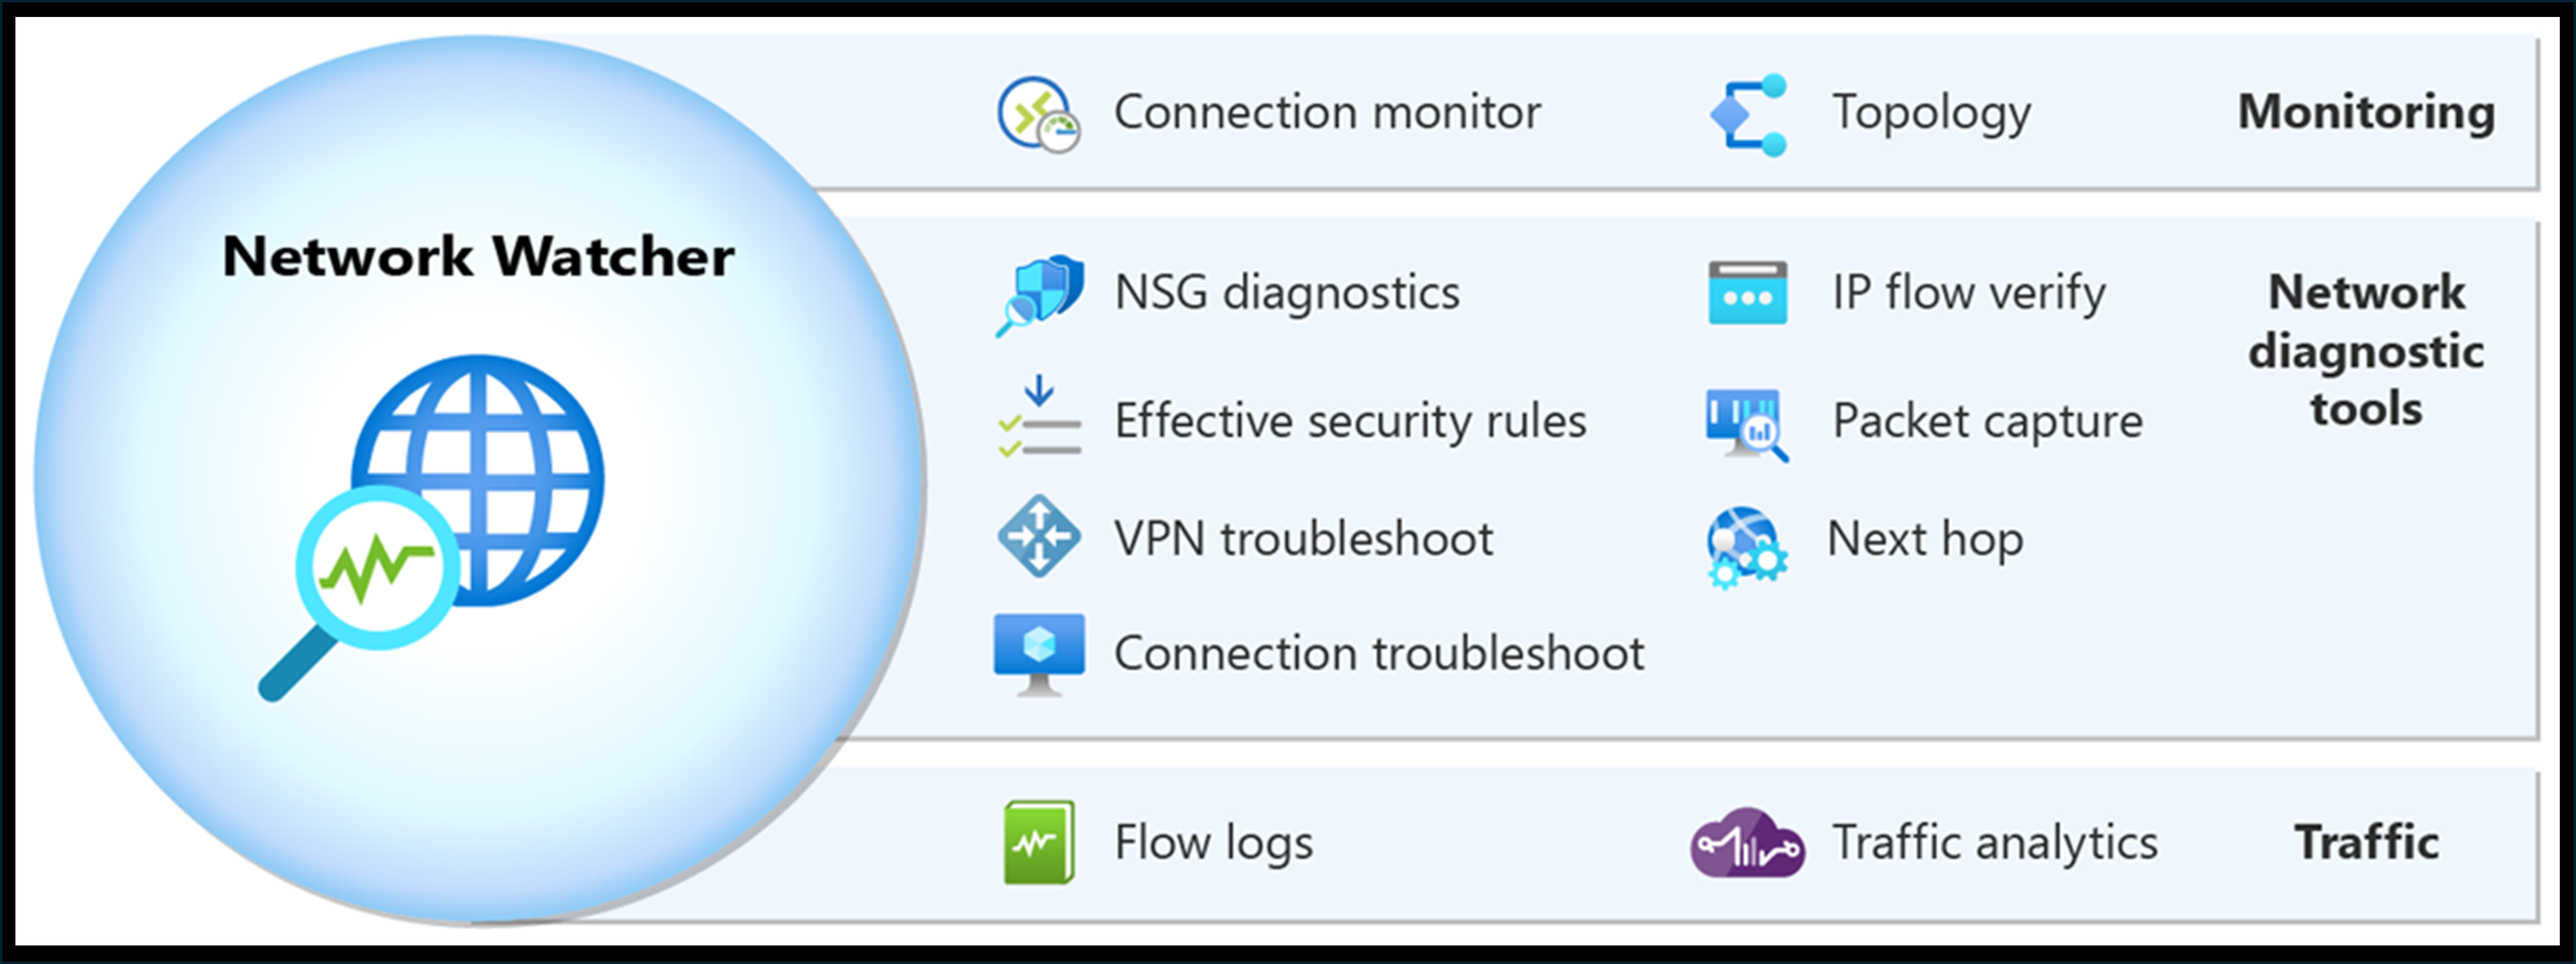 Network Watcher
Connection monitor
Topology
Monitoring
NSG diagnostics
IP flow verify
Network
diagnostic
tools
Effective security rules
Packet capture
VPN troubleshoot
Next hop
Connection troubleshoot
Flow logs
Traffic analytics
Traffic